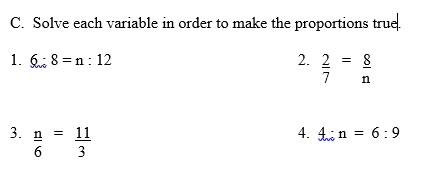 C. Solve each variable in order to make the proportions true.
1. 6 : 8 = n : 12
2. 2 = 8
7 n
3. n = 11
6 3
4. 4 : n = 6 : 9